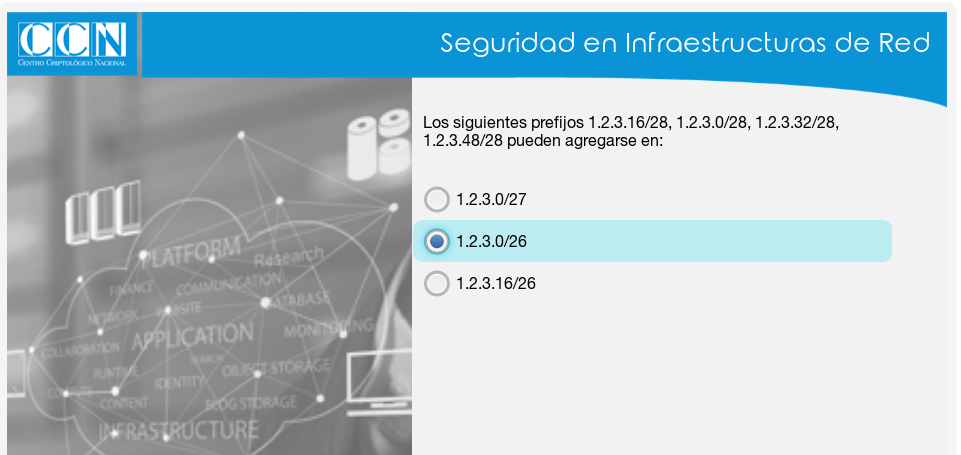 CCN
CENTRO CRIPTOLÓGICO NACIONAL
Seguridad en Infraestructuras de Red
Los siguientes prefijos 1.2.3.16/28, 1.2.3.0/28, 1.2.3.32/28,
1.2.3.48/28 pueden agregarse en:
1.2.3.0/27
1.2.3.0/26
1.2.3.16/26
PLATFORM
Research
FINANCE
COMMUNICATION
NETWORK
WEBSITE
DATABASE
APPLICATION
MONITORING
COLLABORATION
SEARCH
RUNTIME
IDENTITY
OBJECT STORAGE
COMPUTE
CONTENT
BLOG STORAGE
INFRASTRUCTURE